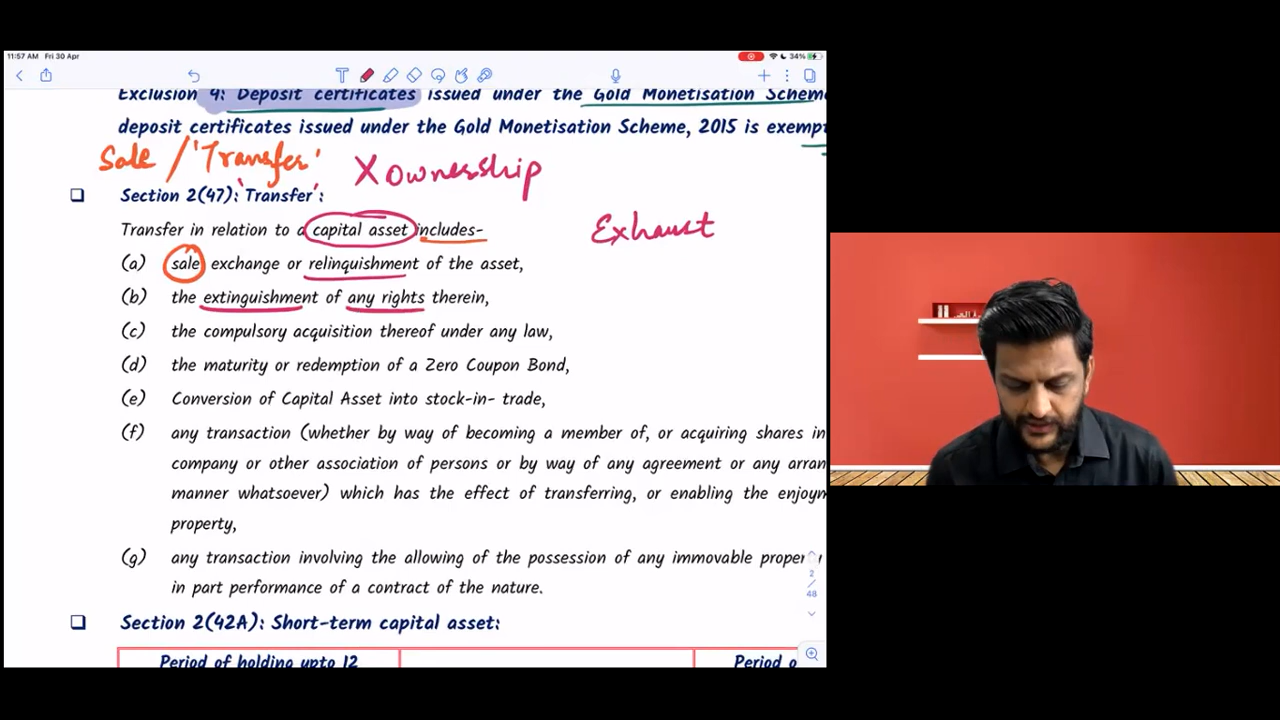 11:57 AM Fri 30 Apr
34%
Exclusion 4: Deposit certificates issued under the Gold Monetisation Scheme
deposit certificates issued under the Gold Monetisation Scheme, 2015 is exempt
Sale / 'Transfer' X ownership
Section 2(47): 'Transfer':
Transfer in relation to a capital asset includes-
Exhaust
(a) sale exchange or relinquishment of the asset,
(b) the extinguishment of any rights therein,
(c) the compulsory acquisition thereof under any law,
(d) the maturity or redemption of a Zero Coupon Bond,
(e) Conversion of Capital Asset into stock-in- trade,
(f) any transaction (whether by way of becoming a member of, or acquiring shares in
company or other association of persons or by way of any agreement or any arran
manner whatsoever) which has the effect of transferring, or enabling the enjoym
property,
(g) any transaction involving the allowing of the possession of any immovable property
in part performance of a contract of the nature.
2
/
48
Section 2(42A): Short-term capital asset:
Period of holding upto 12
Period o